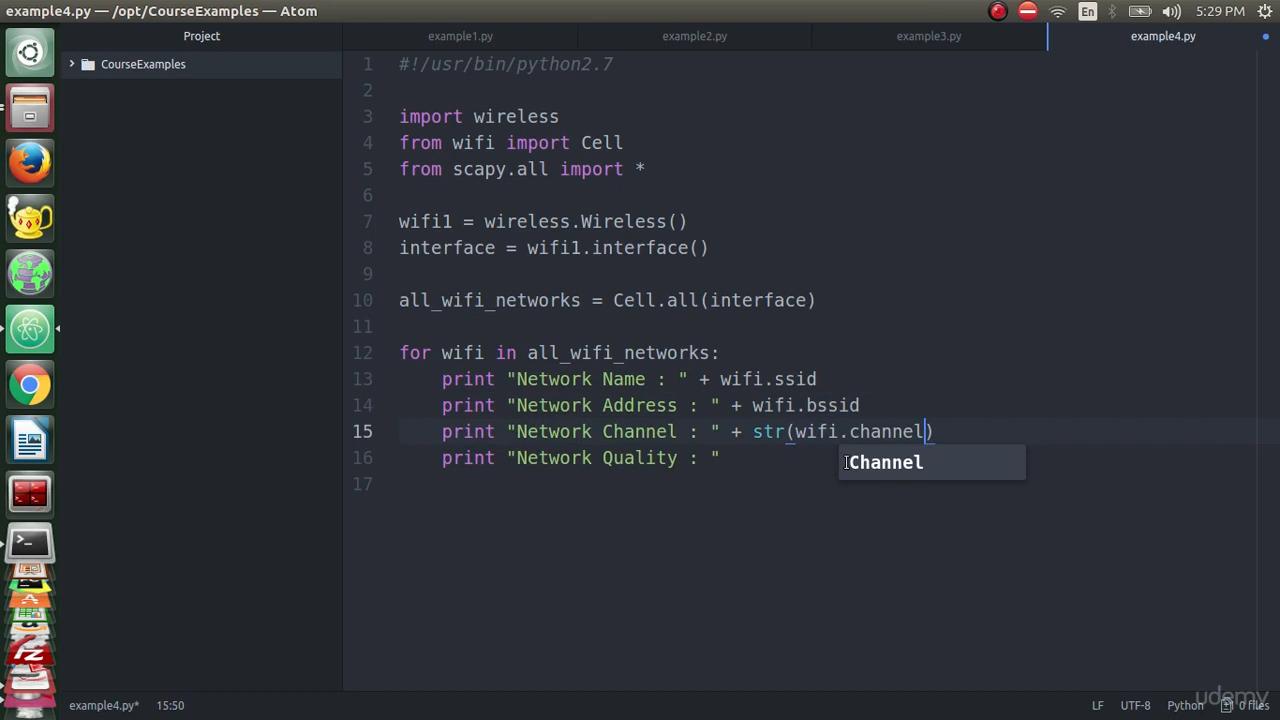 example4.py — /opt/CourseExamples — Atom
En
5:29 PM
Project
example1.py
example2.py
example3.py
example4.py
CourseExamples
1 #!/usr/bin/python2.7
2
3 import wireless
4 from wifi import Cell
5 from scapy.all import *
6
7 wifi1 = wireless.Wireless()
8 interface = wifi1.interface()
9
10 all_wifi_networks = Cell.all(interface)
11
12 for wifi in all_wifi_networks:
13 print "Network Name : " + wifi.ssid
14 print "Network Address : " + wifi.bssid
15 print "Network Channel : " + str(wifi.channel)
16 print "Network Quality : "
Channel
17
example4.py* 15:50
LF UTF-8 Python 0 files
udemy